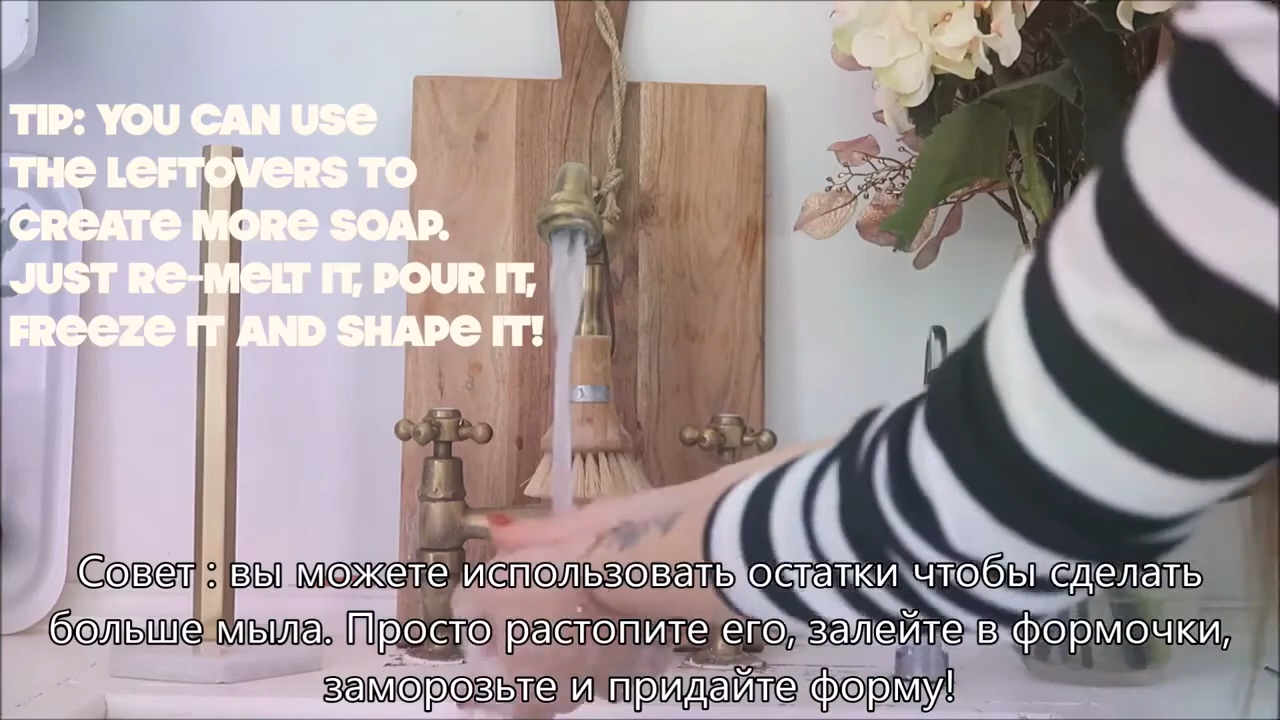 TIP: YOU CAN USE
THE LEFTOVERS TO
CREATE MORE SOAP.
JUST RE-MELT IT, POUR IT,
FREEZE IT AND SHAPE IT!
Совет : вы можете использовать остатки чтобы сделать
больше мыла. Просто растопите его, залейте в формочки,
заморозьте и придайте форму!